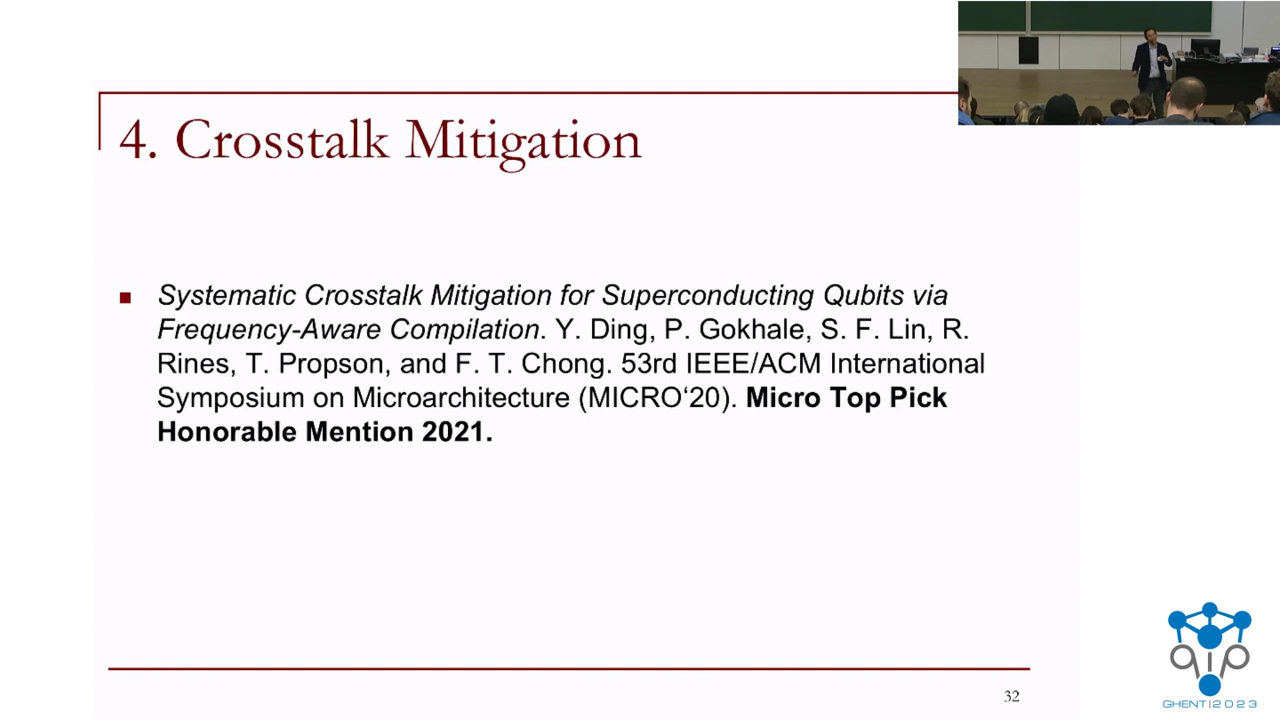 4. Crosstalk Mitigation
Systematic Crosstalk Mitigation for Superconducting Qubits via
Frequency-Aware Compilation. Y. Ding, P. Gokhale, S. F. Lin, R.
Rines, T. Propson, and F. T. Chong. 53rd IEEE/ACM International
Symposium on Microarchitecture (MICRO‘20). Micro Top Pick
Honorable Mention 2021.
32
qip
GHENT|2023